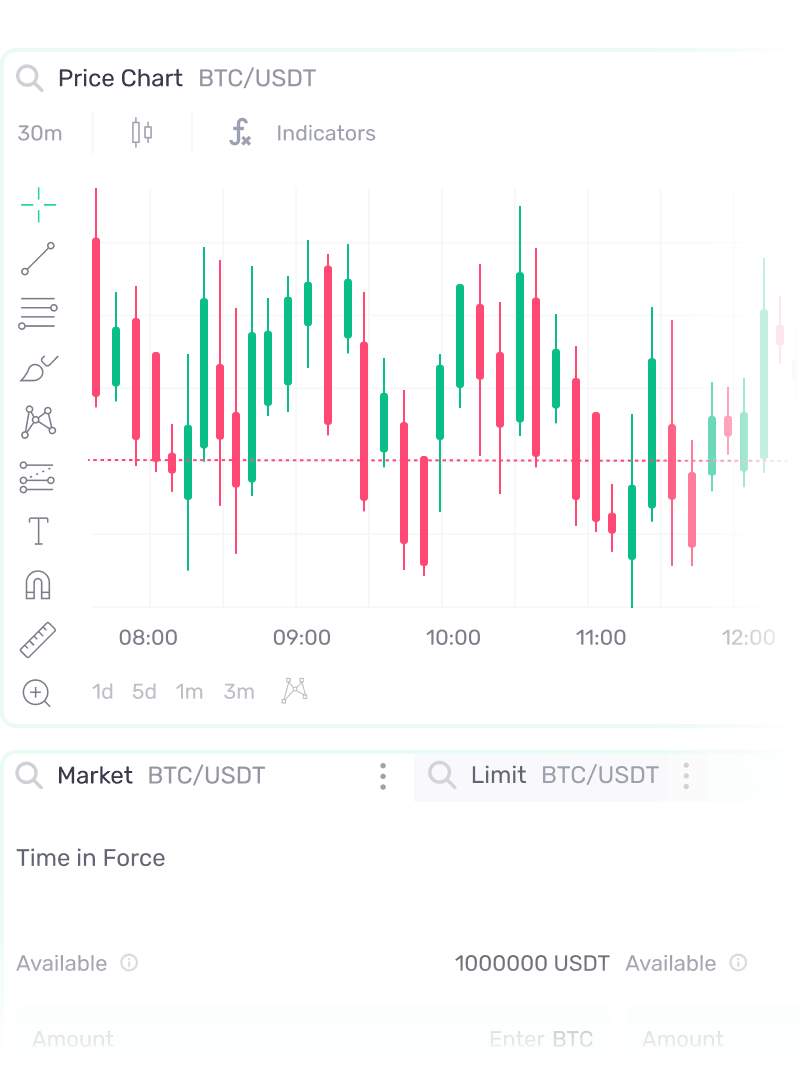 Price Chart BTC/USDT
30m Indicators
08:00 09:00 10:00 11:00 12:00
1d 5d 1m 3m
Market BTC/USDT Limit BTC/USDT
Time in Force
Available 1000000 USDT Available
Amount Enter BTC Amount